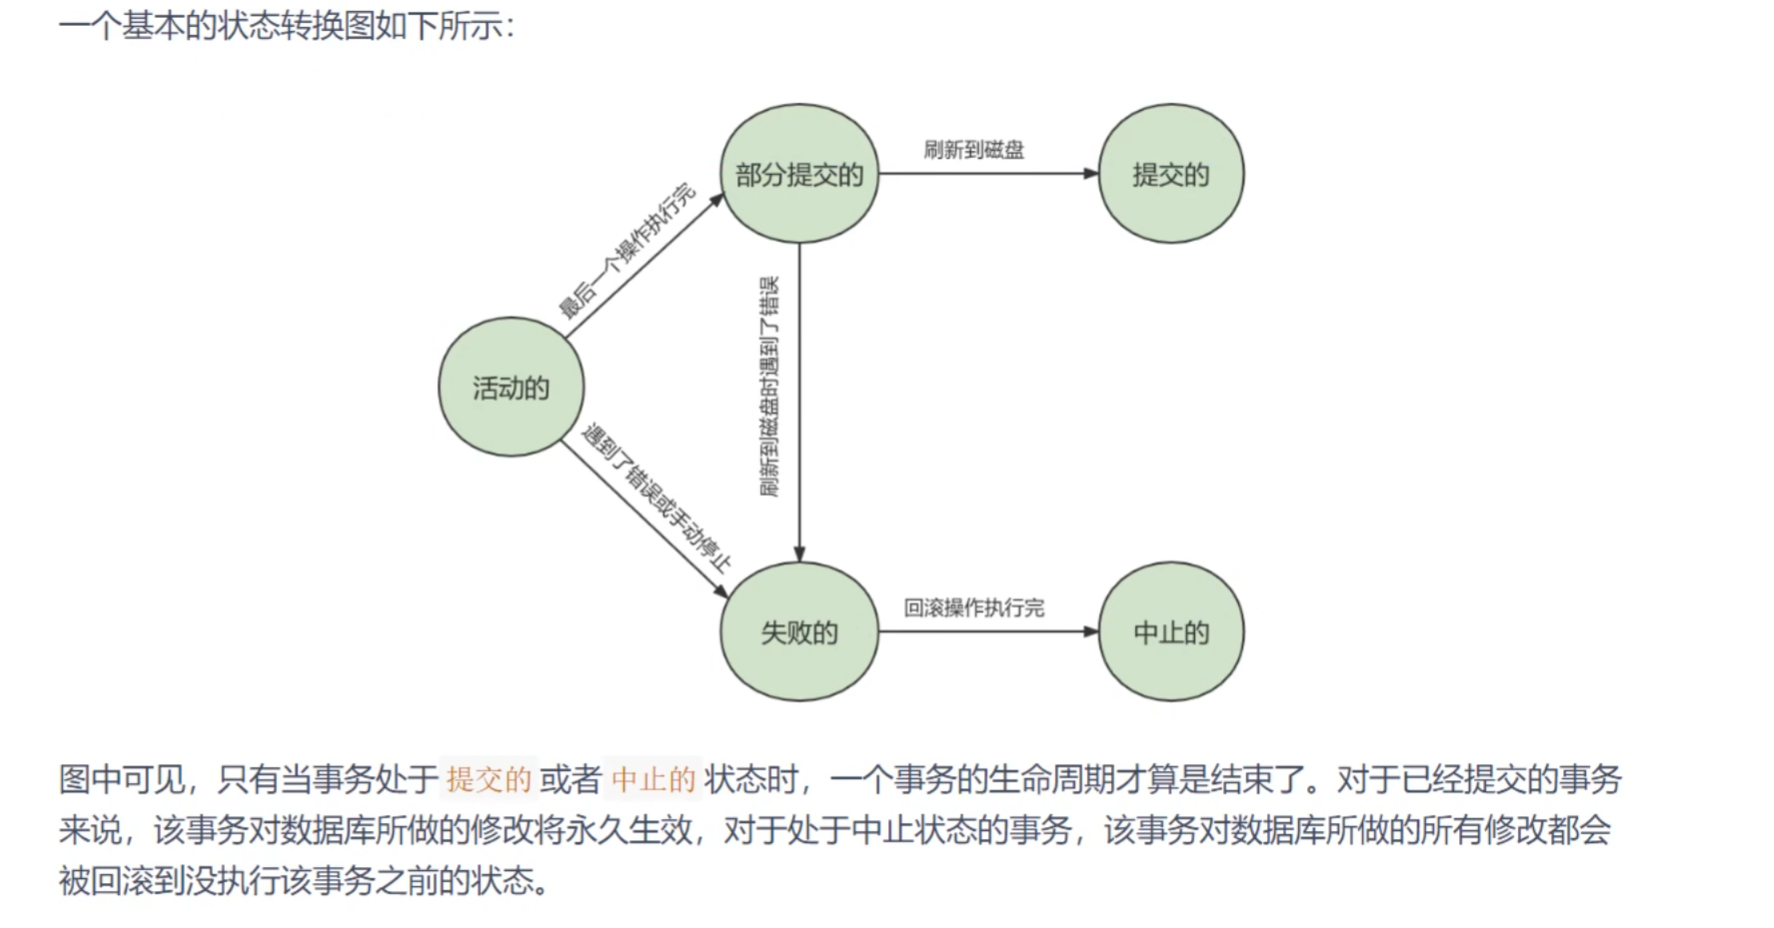 一个基本的状态转换图如下所示：
部分提交的
刷新到磁盘
提交的
最后一个操作执行完
刷新到磁盘时遇到了错误
活动的
遇到了错误或手动停止
失败的
回滚操作执行完
中止的
图中可见，只有当事务处于 提交的 或者 中止的 状态时，一个事务的生命周期才算是结束了。对于已经提交的事务
来说，该事务对数据库所做的修改将永久生效，对于处于中止状态的事务，该事务对数据库所做的所有修改都会
被回滚到没执行该事务之前的状态。